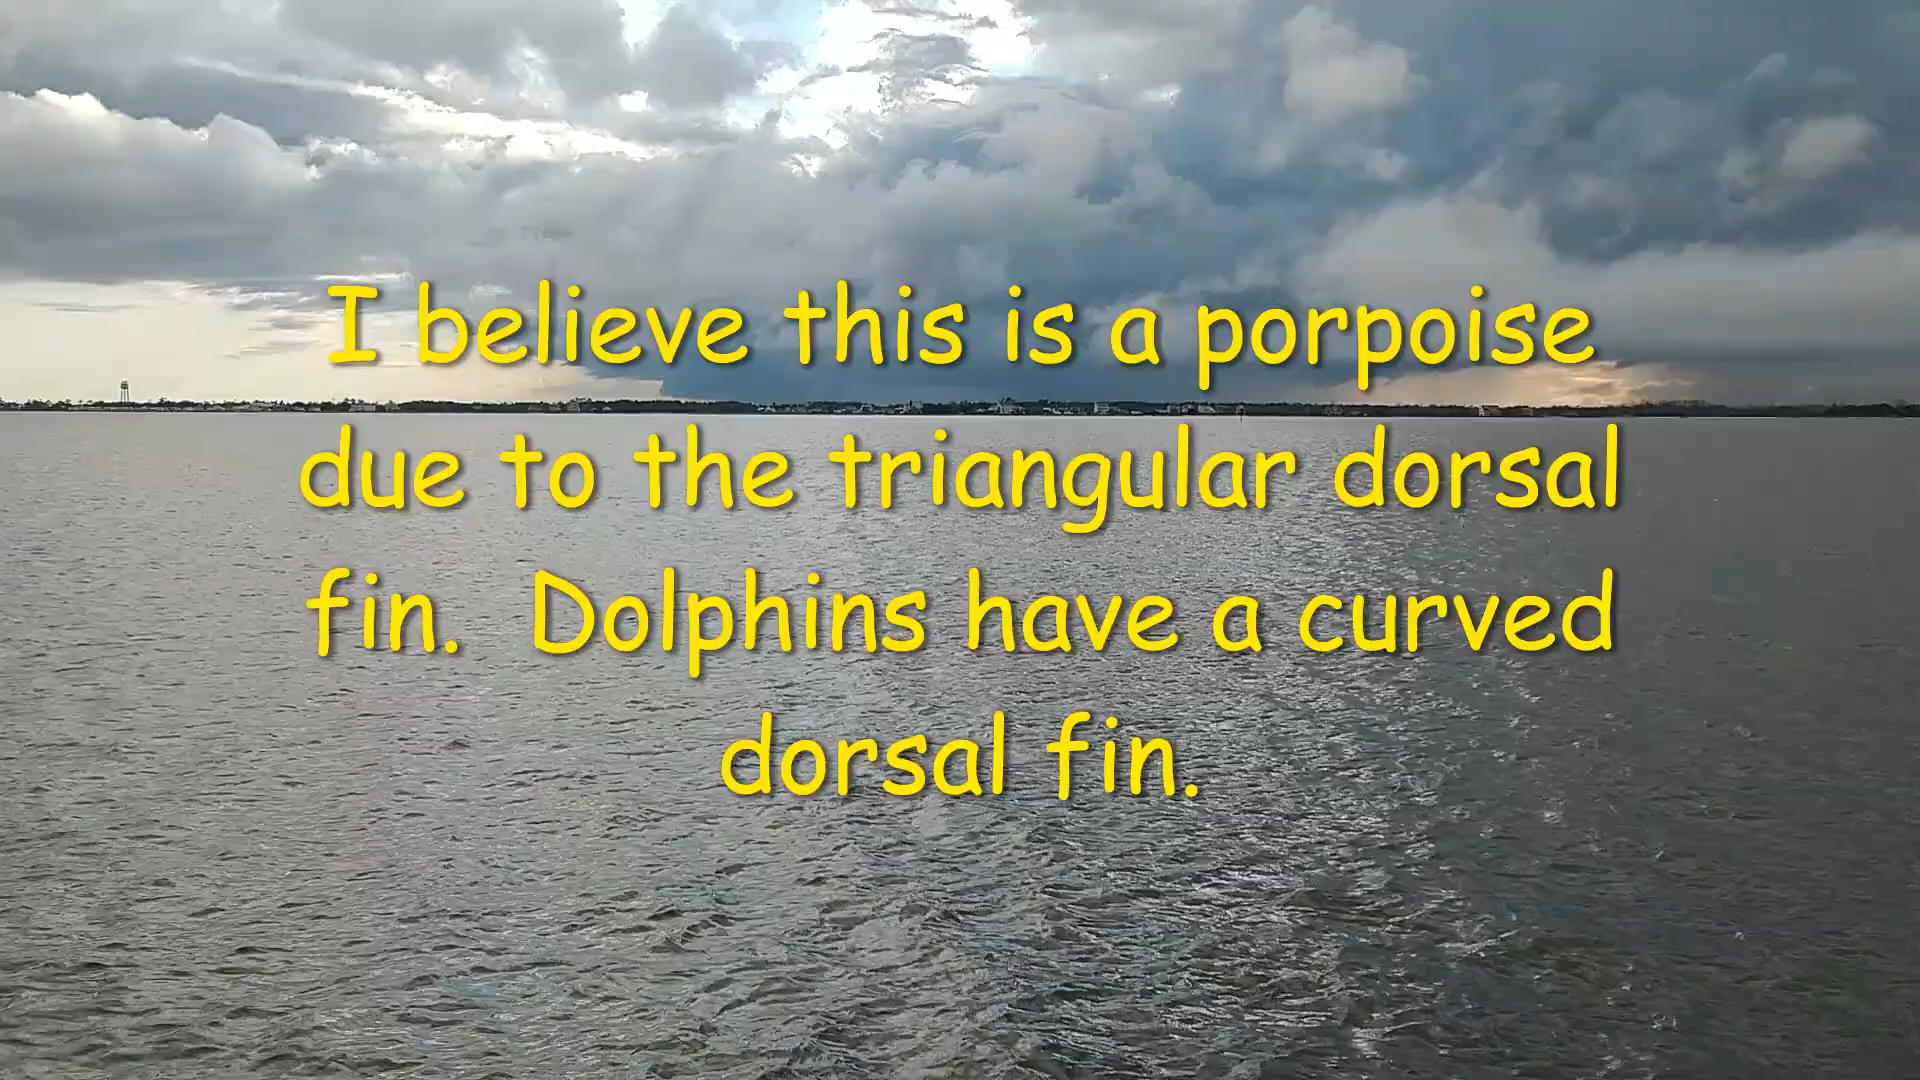 I believe this is a porpoise
due to the triangular dorsal
fin.  Dolphins have a curved
dorsal fin.